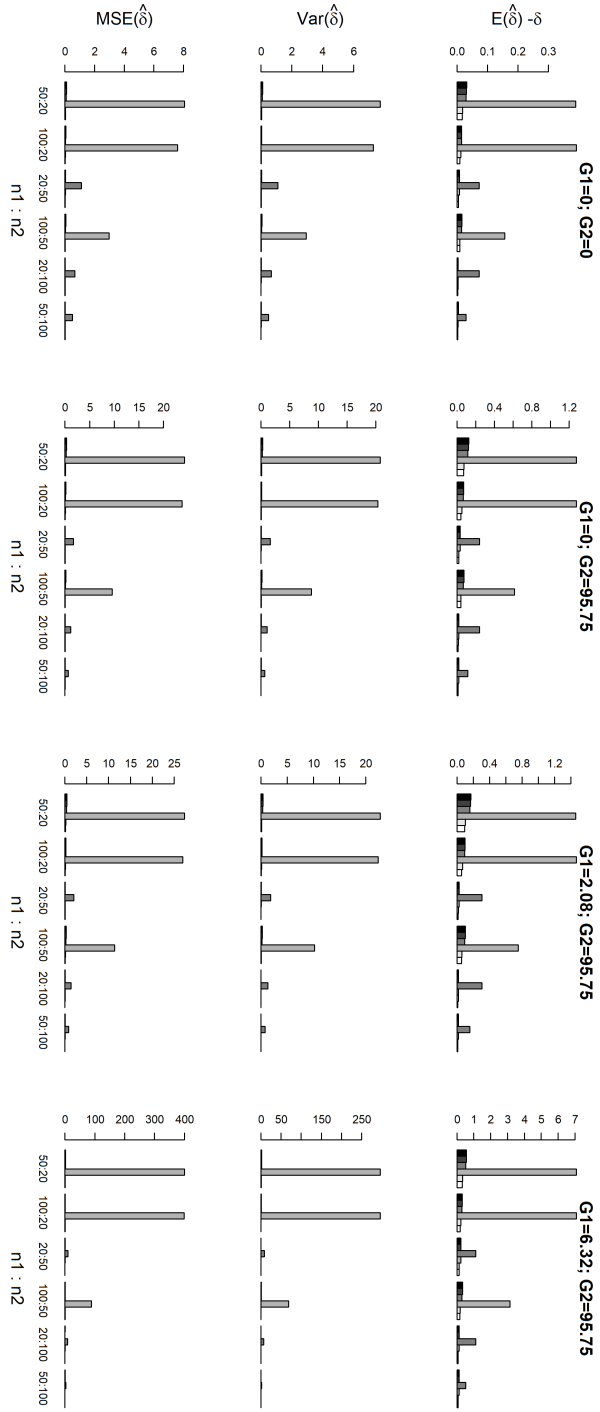 G1=0; G2=0
G1=0; G2=95.75
G1=2.08; G2=95.75
G1=6.32; G2=95.75
E(δ̂) -δ
0.0 0.1 0.2 0.3
0.0 0.4 0.8 1.2
0.0 0.4 0.8 1.2
0 1 2 3 4 5 6 7
Var(δ̂)
0 2 4 6
0 5 10 15 20
0 5 10 15 20
0 50 150 250
MSE(δ̂)
0 2 4 6 8
0 5 10 15 20
0 5 10 15 20 25
0 100 200 300 400
50:20 100:20 20:50 100:50 20:100 50:100
50:20 100:20 20:50 100:50 20:100 50:100
50:20 100:20 20:50 100:50 20:100 50:100
50:20 100:20 20:50 100:50 20:100 50:100
n1 : n2
n1 : n2
n1 : n2
n1 : n2